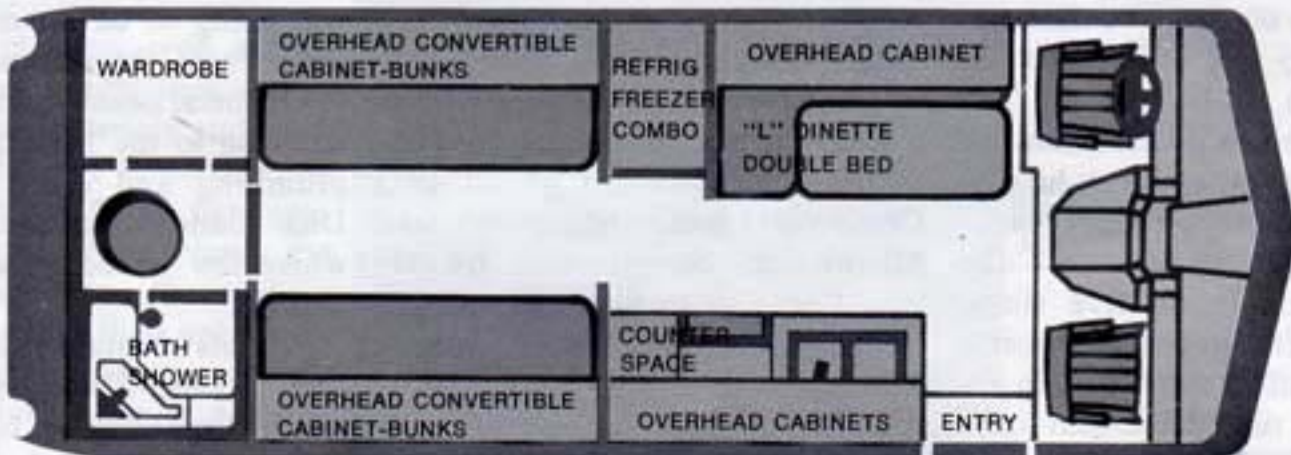 WARDROBE
OVERHEAD CONVERTIBLE
CABINET-BUNKS
REFRIG
FREEZER
COMBO
OVERHEAD CABINET
"L" DINETTE
DOUBLE BED
BATH
SHOWER
OVERHEAD CONVERTIBLE
CABINET-BUNKS
COUNTER
SPACE
OVERHEAD CABINETS
ENTRY